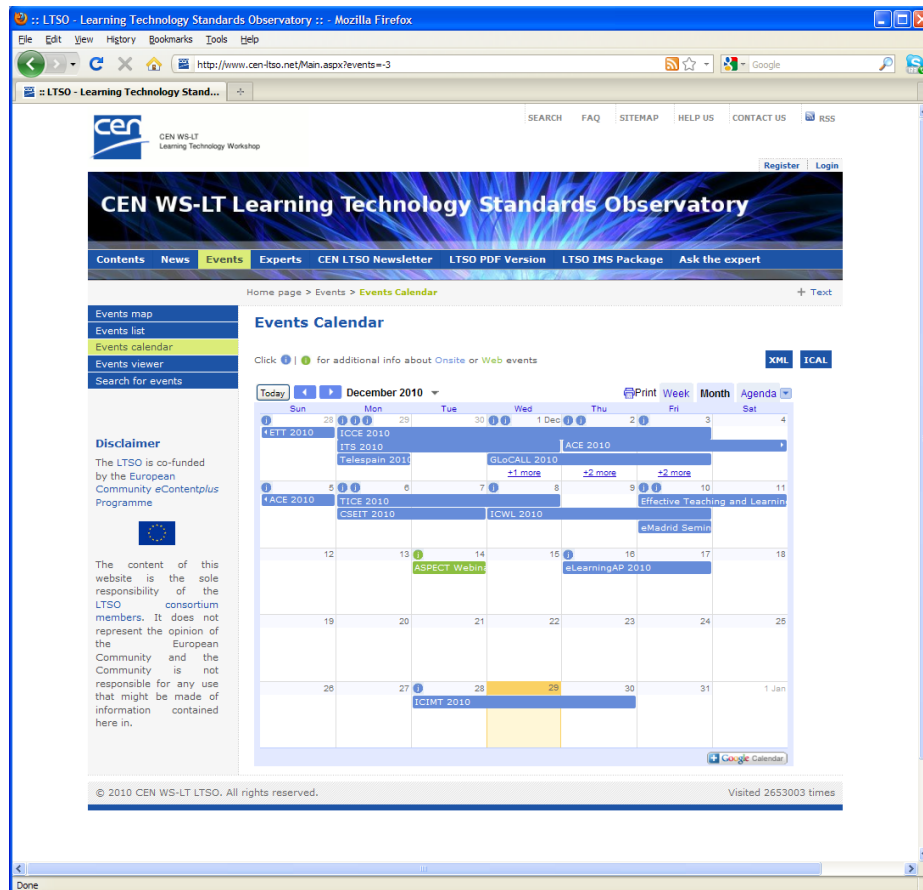 :: LTSO - Learning Technology Standards Observatory :: - Mozilla Firefox
File Edit View History Bookmarks Tools Help
http://www.cen-ltso.net/Main.aspx?events=-3
Google
:: LTSO - Learning Technology Stand...
SEARCH FAQ SITEMAP HELP US CONTACT US RSS
cen
CEN WS-LT
Learning Technology Workshop
Register Login
CEN WS-LT Learning Technology Standards Observatory
Contents News Events Experts CEN LTSO Newsletter LTSO PDF Version LTSO IMS Package Ask the expert
Home page > Events > Events Calendar
+ Text
Events map
Events list
Events calendar
Events viewer
Search for events
Disclaimer
The LTSO is co-funded
by the European
Community eContentplus
Programme
The content of this
website is the sole
responsibility of the
LTSO consortium
members. It does not
represent the opinion of
the European
Community and the
Community is not
responsible for any use
that might be made of
information contained
here in.
Events Calendar
Click i | i for additional info about Onsite or Web events
XML ICAL
Today December 2010 Print Week Month Agenda
Sun Mon Tue Wed Thu Fri Sat
28 29 30 1 Dec 2 3 4
ETT 2010 ICCE 2010
ITS 2010 ACE 2010
Telespain 2010 GLoCALL 2010
+1 more +2 more +2 more
5 6 7 8 9 10 11
ACE 2010 TICE 2010 Effective Teaching and Learnin
CSEIT 2010 ICWL 2010
eMadrid Semin
12 13 14 15 16 17 18
ASPECT Webina eLearningAP 2010
19 20 21 22 23 24 25
26 27 28 29 30 31 1 Jan
ICIMT 2010
Google Calendar
© 2010 CEN WS-LT LTSO. All rights reserved.
Visited 2653003 times
Done